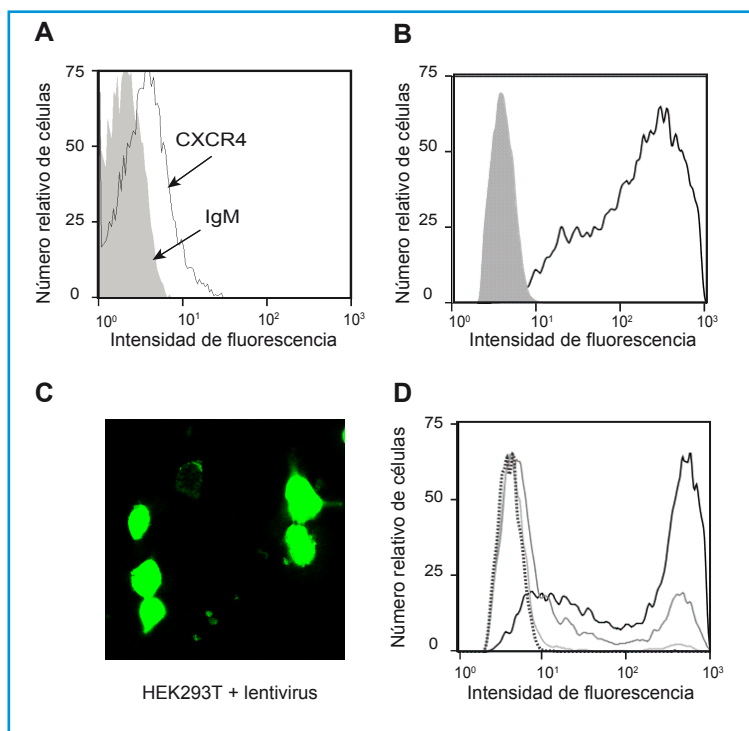 A
Número relativo de células
75
50
25
0
CXCR4
IgM
10⁰ 10¹ 10² 10³
Intensidad de fluorescencia
B
Número relativo de células
75
50
25
0
10⁰ 10¹ 10² 10³
Intensidad de fluorescencia
C
HEK293T + lentivirus
D
Número relativo de células
75
50
25
0
10⁰ 10¹ 10² 10³
Intensidad de fluorescencia